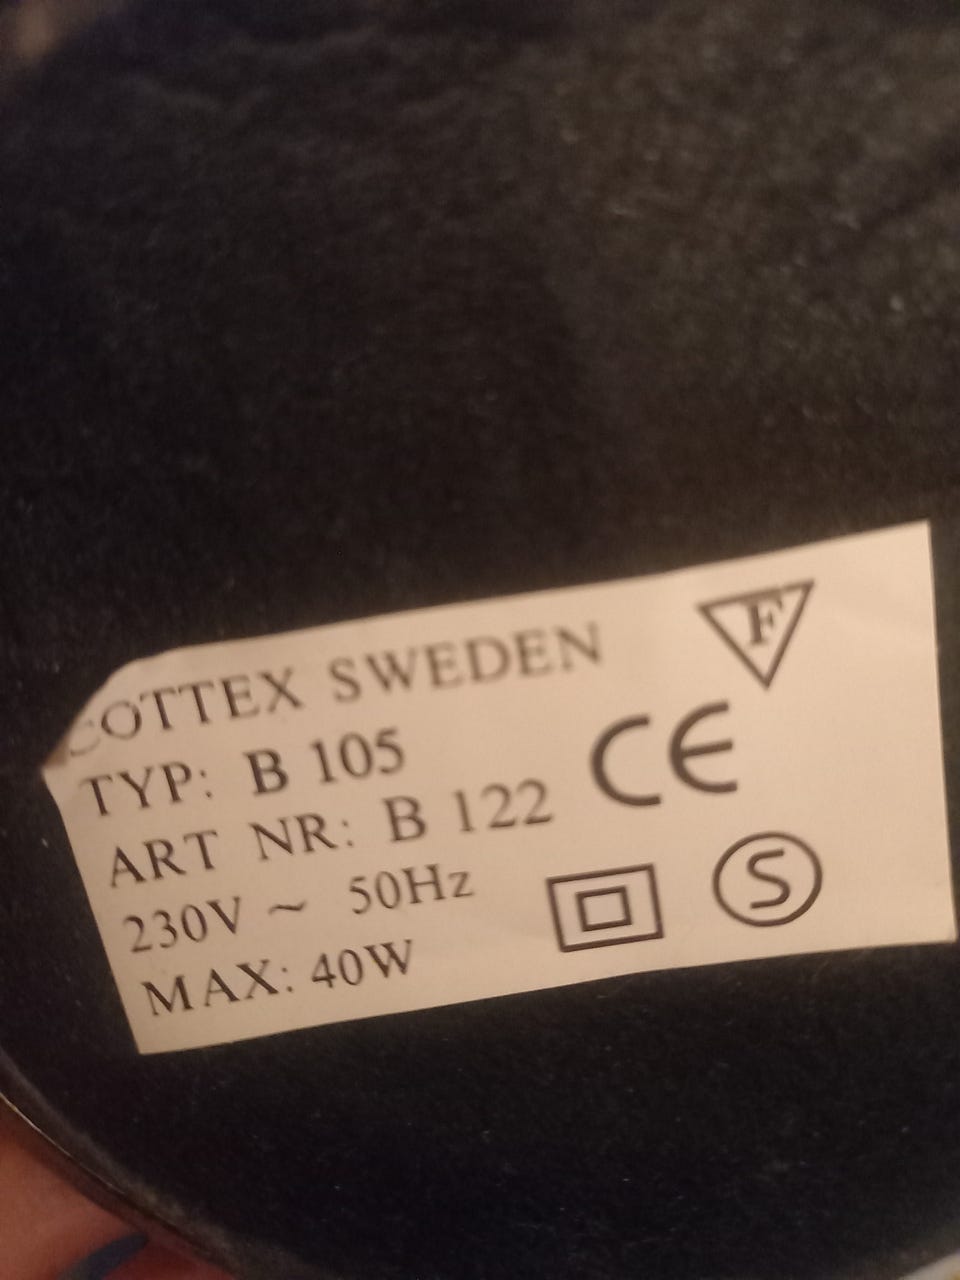 COTTEX SWEDEN
F
TYP: B 105
CE
ART NR: B 122
230V ~ 50Hz
S
MAX: 40W